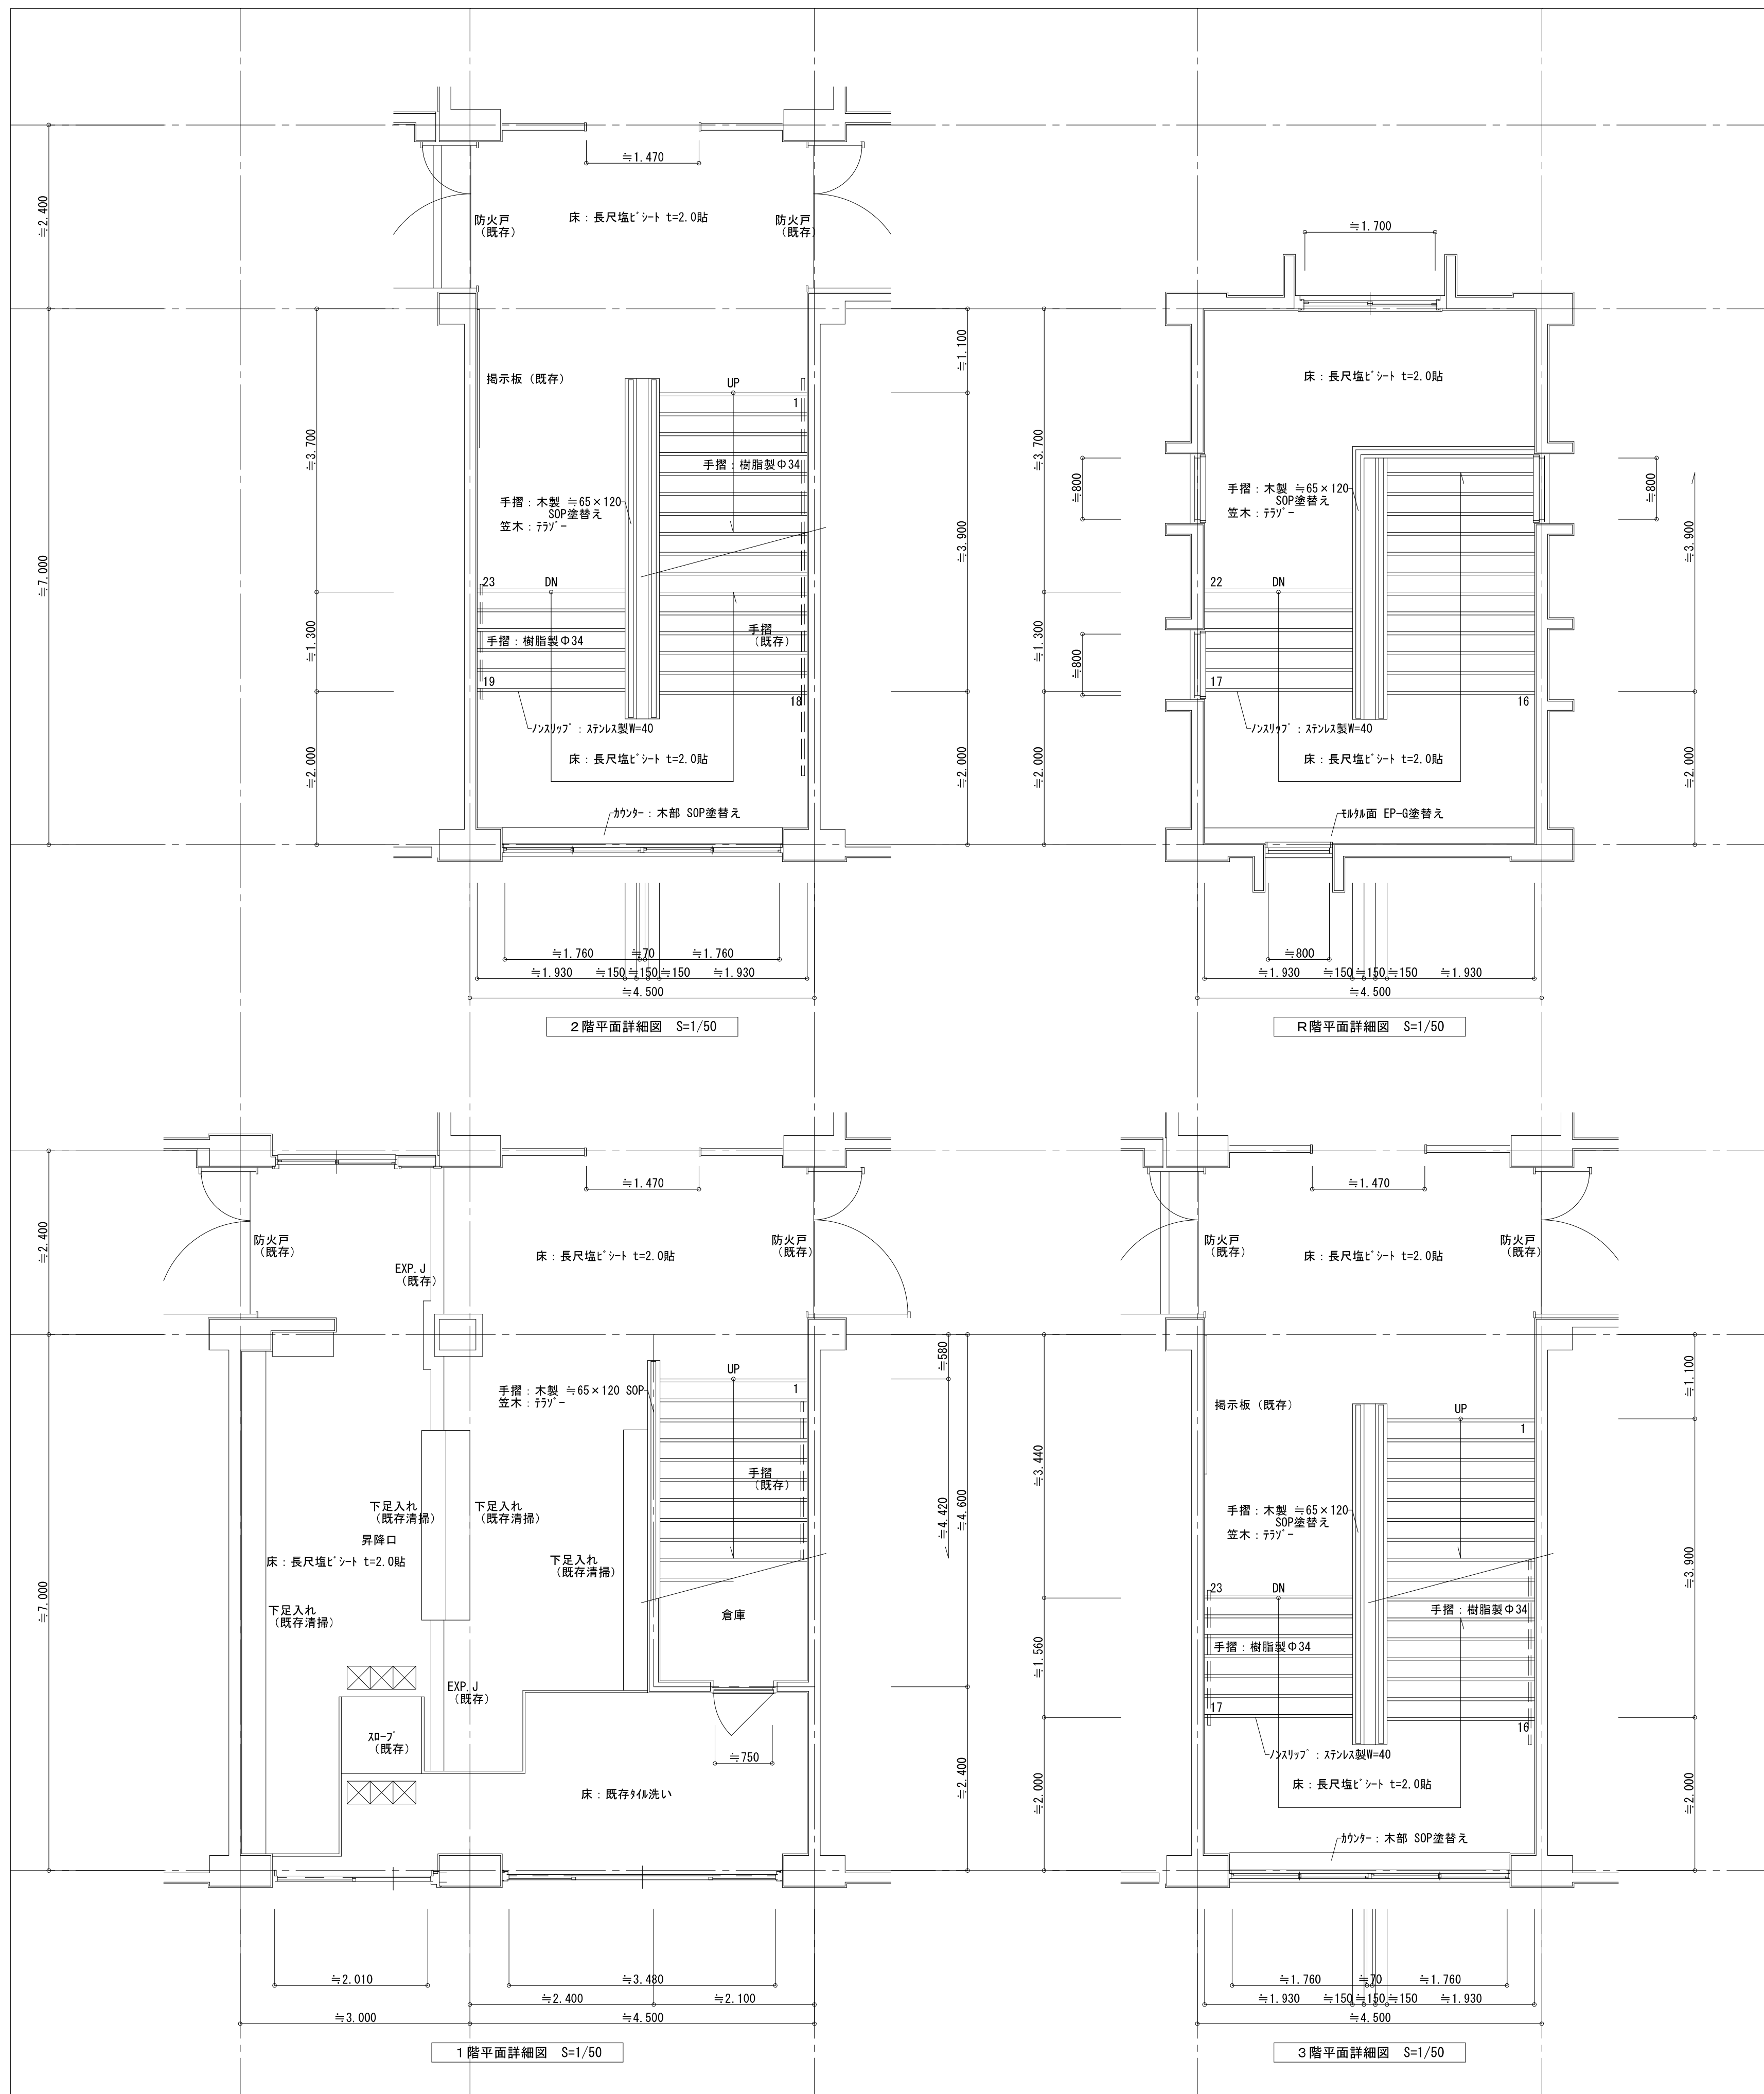 ≒1.470
≒2.400
防火戸
(既存)
床：長尺塩ビシート t=2.0貼
防火戸
(既存)
≒7.000
≒3.700
≒1.300
≒2.000
掲示板（既存）
UP
1
手摺：樹脂製Φ34
手摺：木製 ≒65×120
SOP塗替え
笠木：テラゾー
23
DN
手摺：樹脂製Φ34
手摺
(既存)
19
18
ノンスリップ：ステンレス製W=40
床：長尺塩ビシート t=2.0貼
カウンター：木部 SOP塗替え
≒1.100
≒3.900
≒2.000
≒1.760
≒70
≒1.760
≒1.930
≒150
≒150
≒150
≒1.930
≒4.500
2階平面詳細図 S=1/50
≒1.700
床：長尺塩ビシート t=2.0貼
≒3.700
≒1.300
≒2.000
≒800
≒800
≒800
手摺：木製 ≒65×120
SOP塗替え
笠木：テラゾー
22
DN
17
16
ノンスリップ：ステンレス製W=40
床：長尺塩ビシート t=2.0貼
モルタル面 EP-G塗替え
≒3.900
≒2.000
≒800
≒1.930
≒150
≒150
≒150
≒1.930
≒4.500
R階平面詳細図 S=1/50
≒1.470
≒2.400
防火戸
(既存)
EXP.J
(既存)
床：長尺塩ビシート t=2.0貼
防火戸
(既存)
≒7.000
手摺：木製 ≒65×120 SOP
笠木：テラゾー
UP
1
手摺
(既存)
下足入れ
(既存清掃)
下足入れ
(既存清掃)
昇降口
床：長尺塩ビシート t=2.0貼
下足入れ
(既存清掃)
下足入れ
(既存清掃)
倉庫
EXP.J
(既存)
スロープ
(既存)
≒750
床：既存タイル洗い
≒580
≒4.420
≒4.600
≒2.400
≒2.010
≒3.480
≒2.400
≒2.100
≒3.000
≒4.500
1階平面詳細図 S=1/50
≒1.470
防火戸
(既存)
床：長尺塩ビシート t=2.0貼
防火戸
(既存)
≒3.440
≒1.560
≒2.000
掲示板（既存）
UP
1
手摺：木製 ≒65×120
SOP塗替え
笠木：テラゾー
23
DN
手摺：樹脂製Φ34
手摺：樹脂製Φ34
17
16
ノンスリップ：ステンレス製W=40
床：長尺塩ビシート t=2.0貼
カウンター：木部 SOP塗替え
≒1.100
≒3.900
≒2.000
≒1.760
≒70
≒1.760
≒1.930
≒150
≒150
≒150
≒1.930
≒4.500
3階平面詳細図 S=1/50